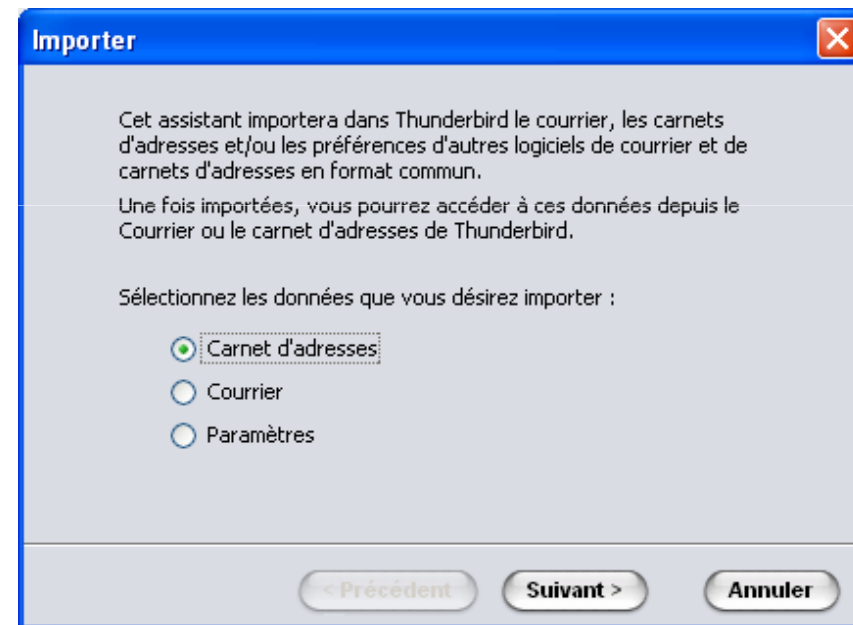 Importer
Cet assistant importera dans Thunderbird le courrier, les carnets
d'adresses et/ou les préférences d'autres logiciels de courrier et de
carnets d'adresses en format commun.
Une fois importées, vous pourrez accéder à ces données depuis le
Courrier ou le carnet d'adresses de Thunderbird.
Sélectionnez les données que vous désirez importer :
Carnet d'adresses
Courrier
Paramètres
< Précédent Suivant > Annuler